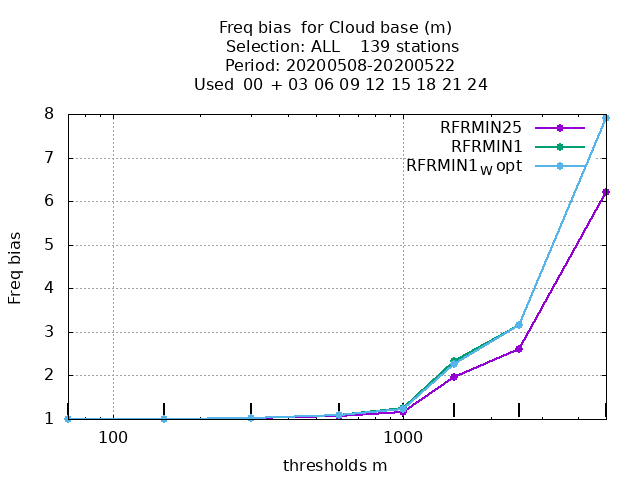 Freq bias  for Cloud base (m)
Selection: ALL    139 stations
Period: 20200508-20200522
Used  00 + 03 06 09 12 15 18 21 24
8
7
6
5
4
3
2
1
Freq bias
RFRMIN25
RFRMIN1
RFRMIN1W opt
100
1000
thresholds m